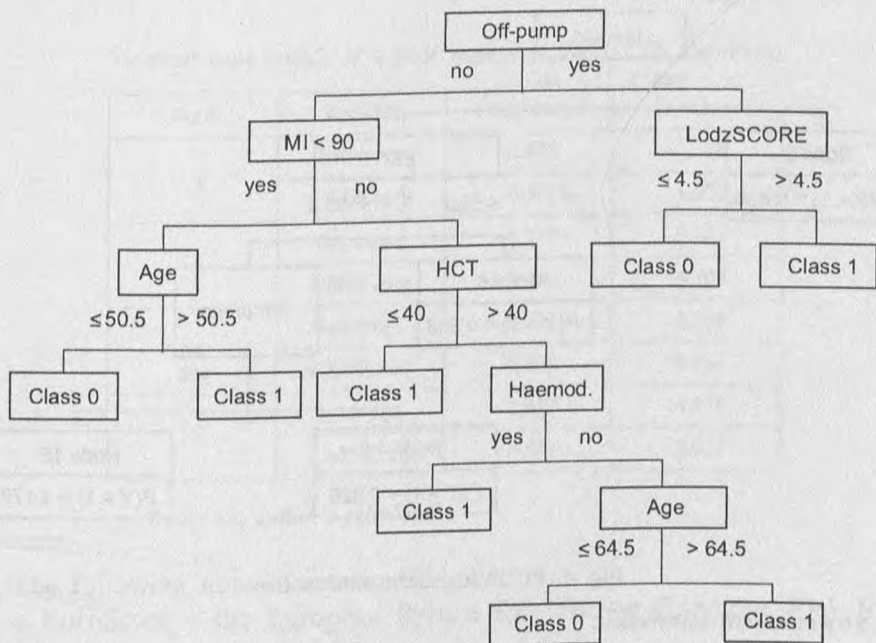 Off-pump
no yes
MI < 90 LodzSCORE
yes no ≤ 4.5 > 4.5
Age HCT Class 0 Class 1
≤50.5 > 50.5 ≤40 > 40
Class 0 Class 1 Class 1 Haemod.
yes no
Class 1 Age
≤ 64.5 > 64.5
Class 0 Class 1